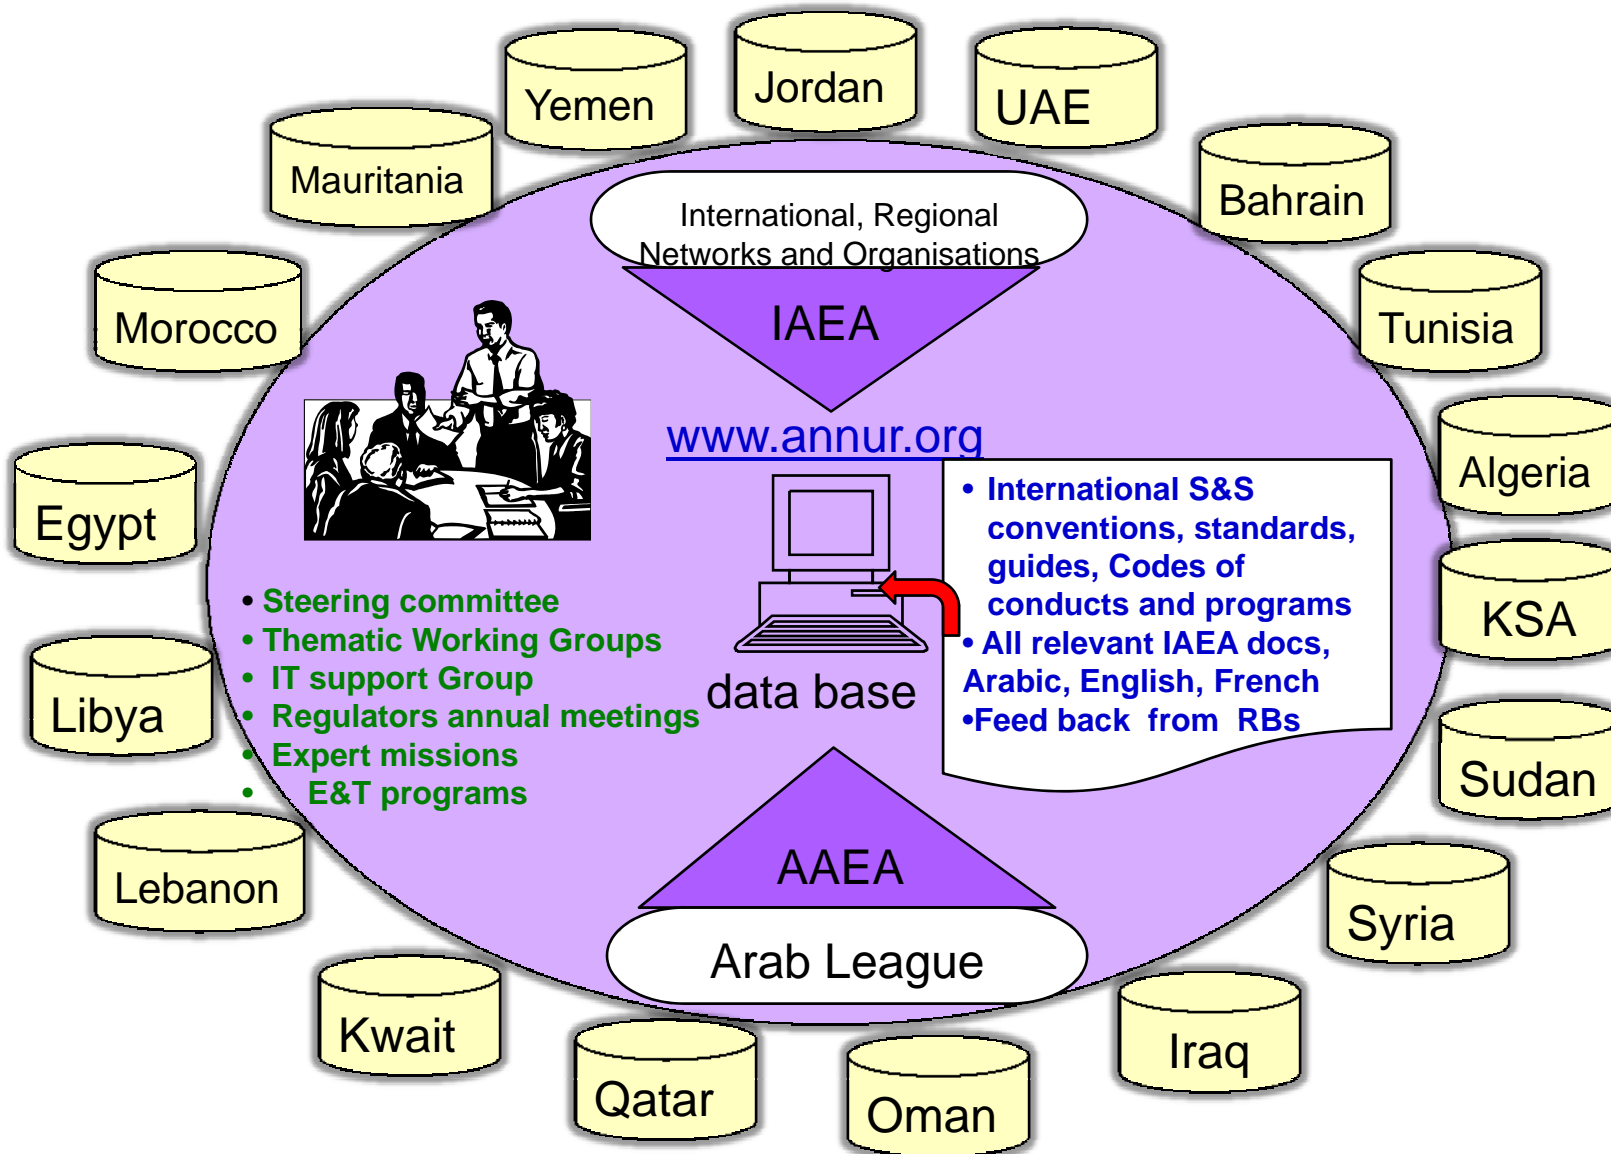 Jordan
Yemen
UAE
Mauritania
Bahrain
Morocco
Tunisia
Egypt
Algeria
Libya
KSA
Lebanon
Sudan
Kwait
Syria
Qatar
Oman
Iraq
International, Regional
Networks and Organisations
IAEA
www.annur.org
data base
• Steering committee
• Thematic Working Groups
• IT support Group
• Regulators annual meetings
• Expert missions
• E&T programs
• International S&S
conventions, standards,
guides, Codes of
conducts and programs
• All relevant IAEA docs,
Arabic, English, French
•Feed back from RBs
AAEA
Arab League